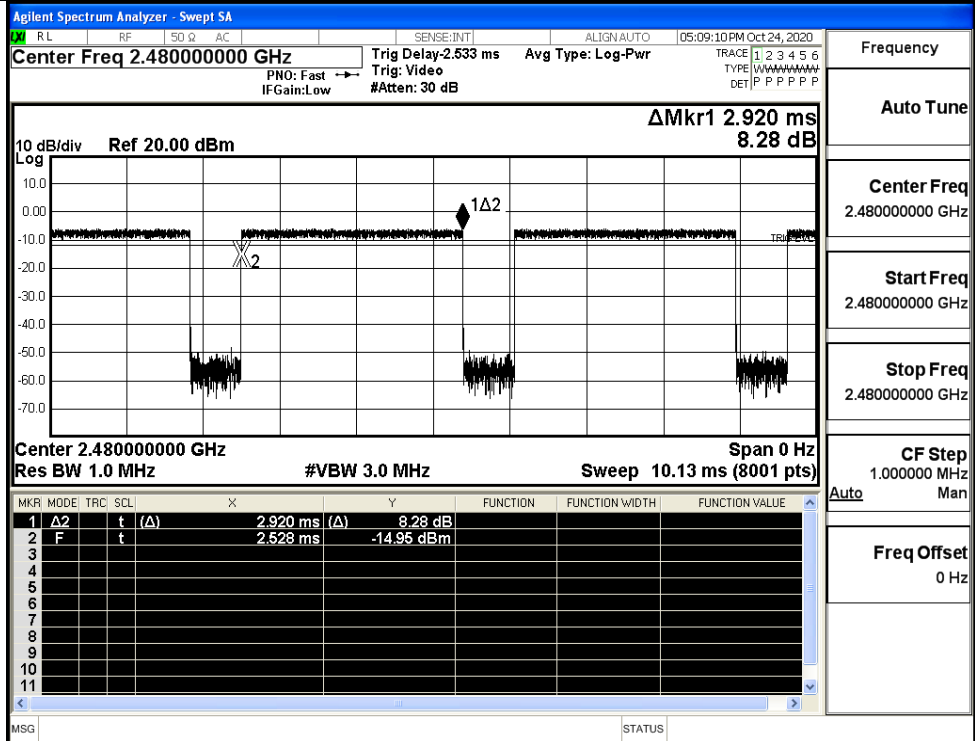 Agilent Spectrum Analyzer - Swept SA
LXI RL RF 50 Ω AC SENSE:INT ALIGN AUTO 05:09:10 PM Oct 24, 2020
Center Freq 2.480000000 GHz
PNO: Fast
IFGain:Low
Trig Delay-2.533 ms
Trig: Video
#Atten: 30 dB
Avg Type: Log-Pwr
TRACE 1 2 3 4 5 6
TYPE WWWWWW
DET P P P P P P
ΔMkr1 2.920 ms
8.28 dB
10 dB/div Ref 20.00 dBm
Log
10.0
0.00
-10.0
-20.0
-30.0
-40.0
-50.0
-60.0
-70.0
1Δ2
2
Center 2.480000000 GHz Span 0 Hz
Res BW 1.0 MHz #VBW 3.0 MHz Sweep 10.13 ms (8001 pts)
MKR MODE TRC SCL X Y FUNCTION FUNCTION WIDTH FUNCTION VALUE
1 Δ2 t (Δ) 2.920 ms (Δ) 8.28 dB
2 F t 2.528 ms -14.95 dBm
3
4
5
6
7
8
9
10
11
MSG STATUS
Frequency
Auto Tune
Center Freq
2.480000000 GHz
Start Freq
2.480000000 GHz
Stop Freq
2.480000000 GHz
CF Step
1.000000 MHz
Auto Man
Freq Offset
0 Hz